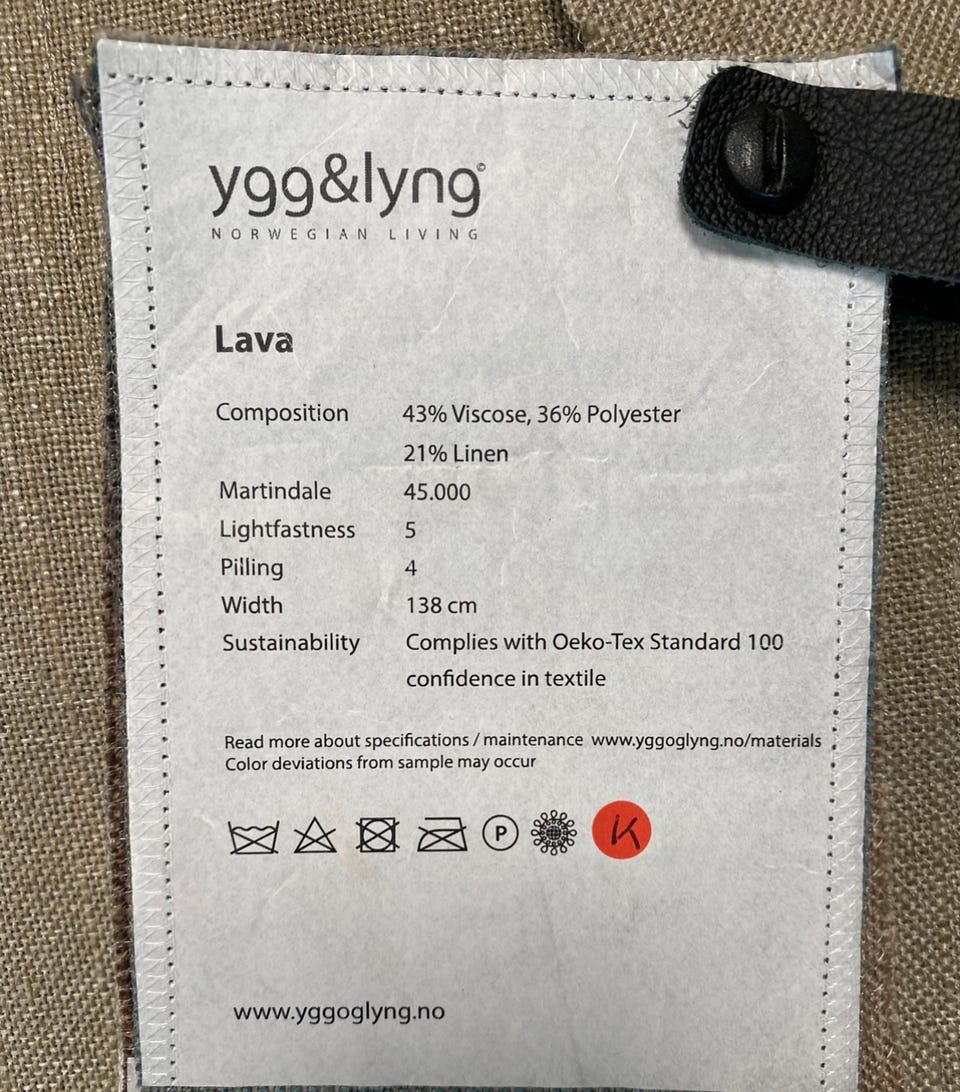 ygg&lyng©
NORWEGIAN LIVING
Lava
Composition 43% Viscose, 36% Polyester
21% Linen
Martindale 45.000
Lightfastness 5
Pilling 4
Width 138 cm
Sustainability Complies with Oeko-Tex Standard 100
confidence in textile
Read more about specifications / maintenance www.yggoglyng.no/materials
Color deviations from sample may occur
P K
www.yggoglyng.no